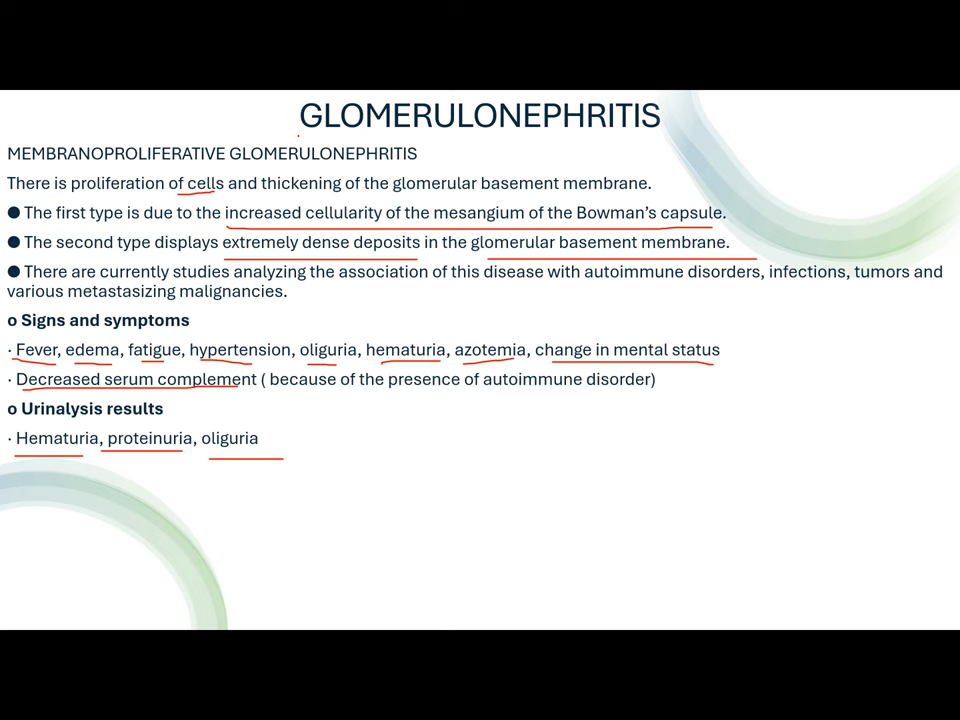 GLOMERULONEPHRITIS
MEMBRANOPROLIFERATIVE GLOMERULONEPHRITIS
There is proliferation of cells and thickening of the glomerular basement membrane.
● The first type is due to the increased cellularity of the mesangium of the Bowman's capsule.
● The second type displays extremely dense deposits in the glomerular basement membrane.
● There are currently studies analyzing the association of this disease with autoimmune disorders, infections, tumors and
various metastasizing malignancies.
o Signs and symptoms
· Fever, edema, fatigue, hypertension, oliguria, hematuria, azotemia, change in mental status
· Decreased serum complement ( because of the presence of autoimmune disorder)
o Urinalysis results
· Hematuria, proteinuria, oliguria